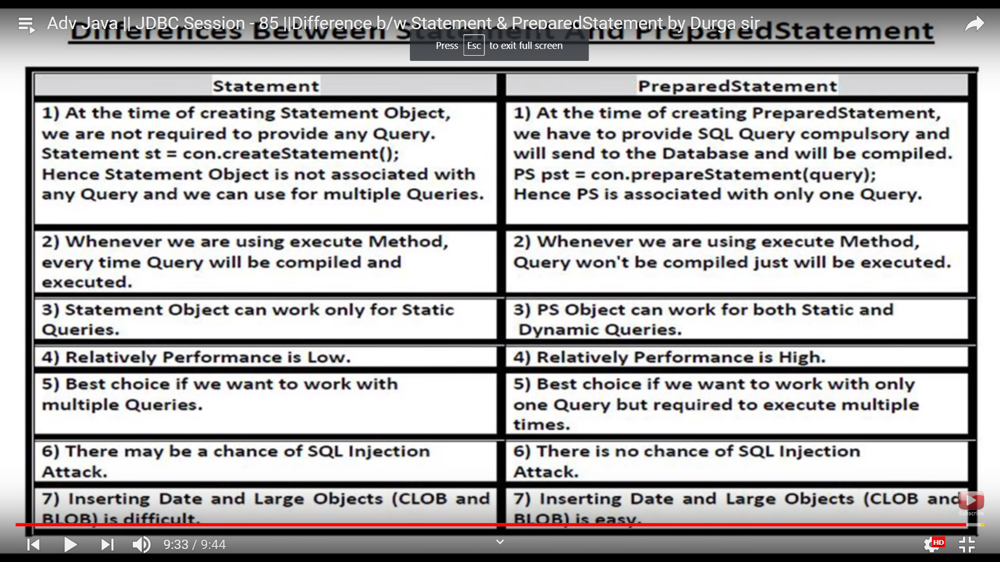 Adv Java || JDBC Session - 85 ||Difference b/w Statement & PreparedStatement by Durga sir
Differences Between Statement And PreparedStatement
Press Esc to exit full screen
Statement
1) At the time of creating Statement Object,
we are not required to provide any Query.
Statement st = con.createStatement();
Hence Statement Object is not associated with
any Query and we can use for multiple Queries.
PreparedStatement
1) At the time of creating PreparedStatement,
we have to provide SQL Query compulsory and
will send to the Database and will be compiled.
PS pst = con.prepareStatement(query);
Hence PS is associated with only one Query.
2) Whenever we are using execute Method,
every time Query will be compiled and
executed.
2) Whenever we are using execute Method,
Query won't be compiled just will be executed.
3) Statement Object can work only for Static
Queries.
3) PS Object can work for both Static and
Dynamic Queries.
4) Relatively Performance is Low.
4) Relatively Performance is High.
5) Best choice if we want to work with
multiple Queries.
5) Best choice if we want to work with only
one Query but required to execute multiple
times.
6) There may be a chance of SQL Injection
Attack.
6) There is no chance of SQL Injection
Attack.
7) Inserting Date and Large Objects (CLOB and
BLOB) is difficult.
7) Inserting Date and Large Objects (CLOB and
BLOB) is easy.
Subscribe
9:33 / 9:44
HD